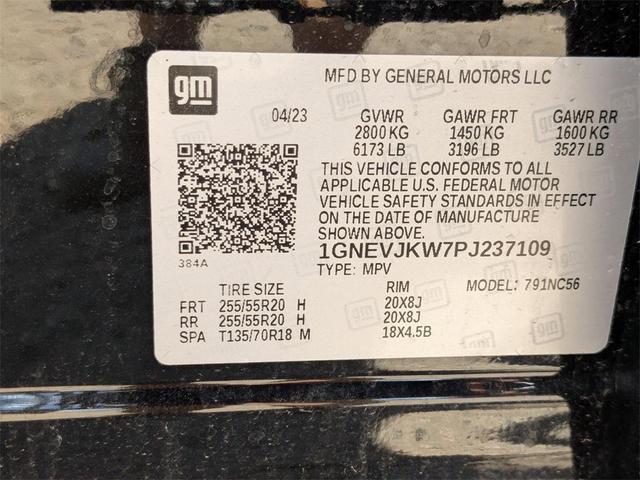 gm
MFD BY GENERAL MOTORS LLC
04/23 GVWR GAWR FRT GAWR RR
2800 KG 1450 KG 1600 KG
6173 LB 3196 LB 3527 LB
THIS VEHICLE CONFORMS TO ALL
APPLICABLE U.S. FEDERAL MOTOR
VEHICLE SAFETY STANDARDS IN EFFECT
ON THE DATE OF MANUFACTURE
SHOWN ABOVE.
384A
1GNEVJKW7PJ237109
TYPE: MPV
TIRE SIZE RIM MODEL: 791NC56
FRT 255/55R20 H 20X8J
RR 255/55R20 H 20X8J
SPA T135/70R18 M 18X4.5B